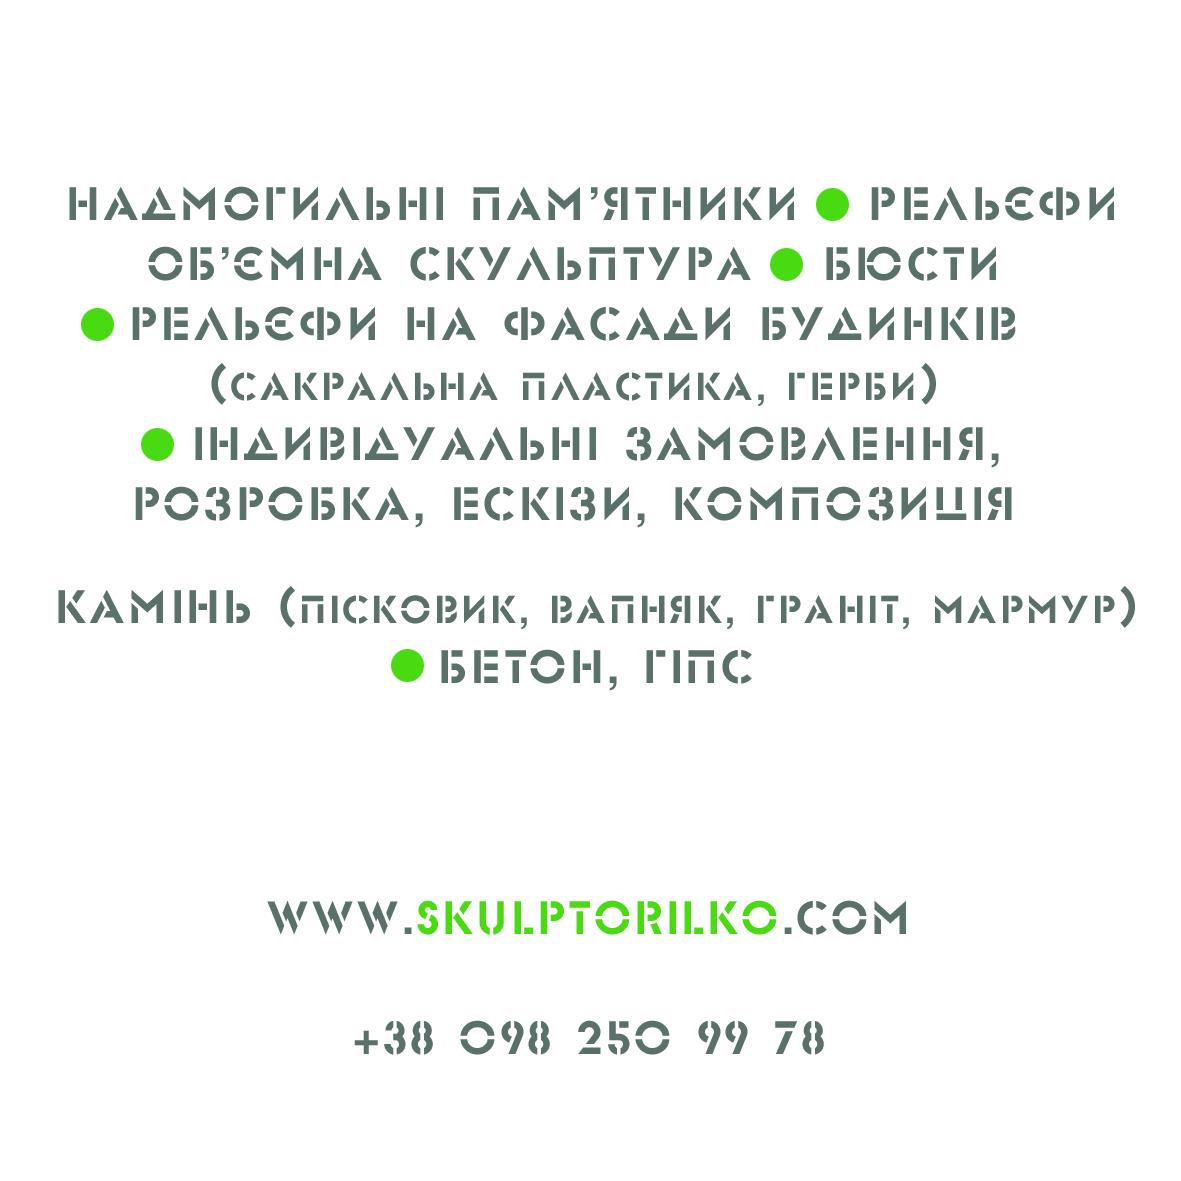 НАДМОГИЛЬНІ ПАМ’ЯТНИКИ ● РЕЛЬЄФИ
ОБ’ЄМНА СКУЛЬПТУРА ● БЮСТИ
● РЕЛЬЄФИ НА ФАСАДИ БУДИНКІВ
(САКРАЛЬНА ПЛАСТИКА, ГЕРБИ)
● ІНДИВІДУАЛЬНІ ЗАМОВЛЕННЯ,
РОЗРОБКА, ЕСКІЗИ, КОМПОЗИЦІЯ
КАМІНЬ (ПІСКОВИК, ВАПНЯК, ГРАНІТ, МАРМУР)
● БЕТОН, ГІПС
WWW.SKULPTORILKO.COM
+38 098 250 99 78